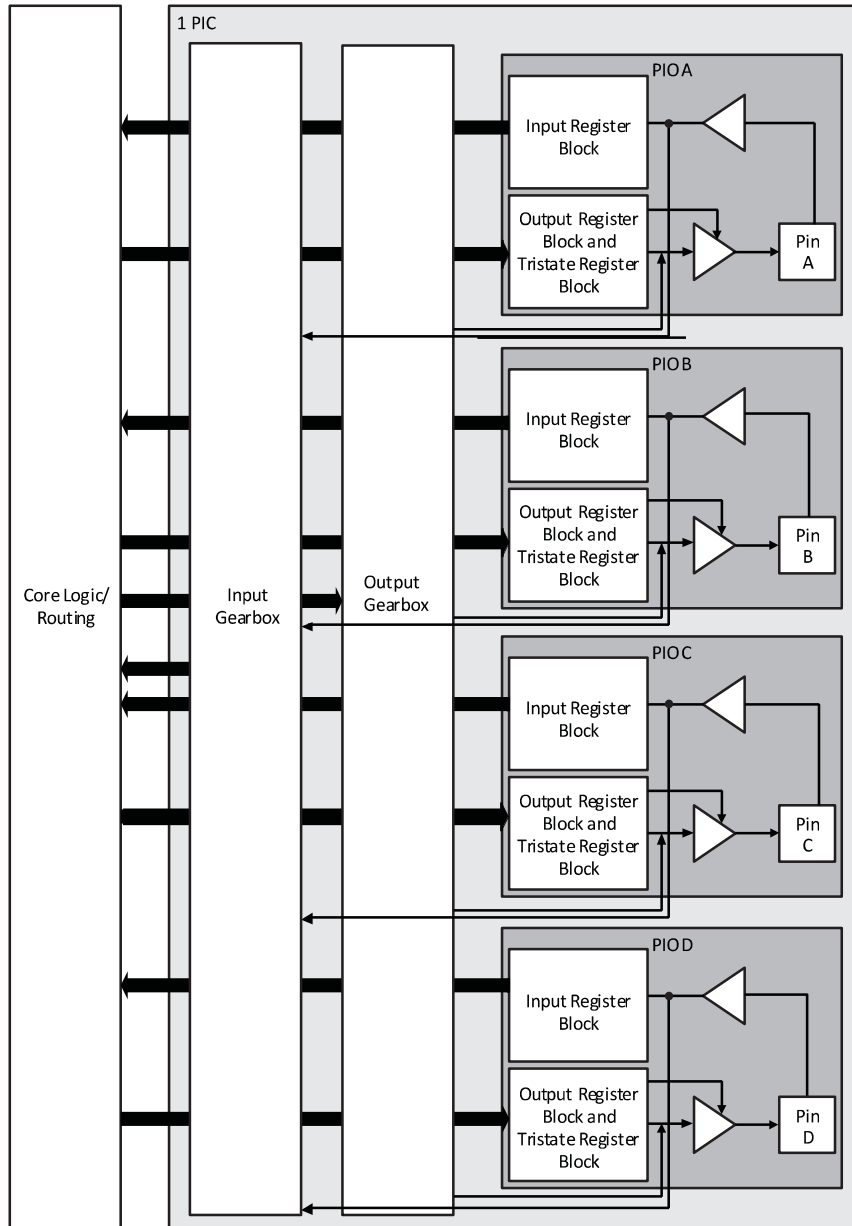 1 PIC
PIOA
Input Register
Block
Output Register
Block and
Tristate Register
Block
Pin
A
PIOB
Input Register
Block
Output Register
Block and
Tristate Register
Block
Pin
B
Core Logic/
Routing
Input
Gearbox
Output
Gearbox
PIOC
Input Register
Block
Output Register
Block and
Tristate Register
Block
Pin
C
PIOD
Input Register
Block
Output Register
Block and
Tristate Register
Block
Pin
D